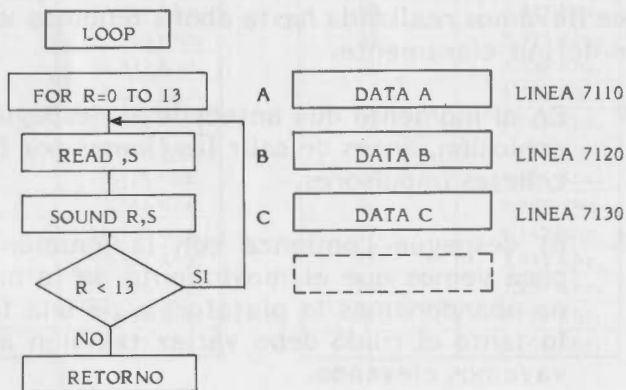 LOOP
FOR R=0 TO 13
A DATA A LINEA 7110
READ ,S
B DATA B LINEA 7120
SOUND R,S
C DATA C LINEA 7130
R < 13
SI
NO
RETORNO